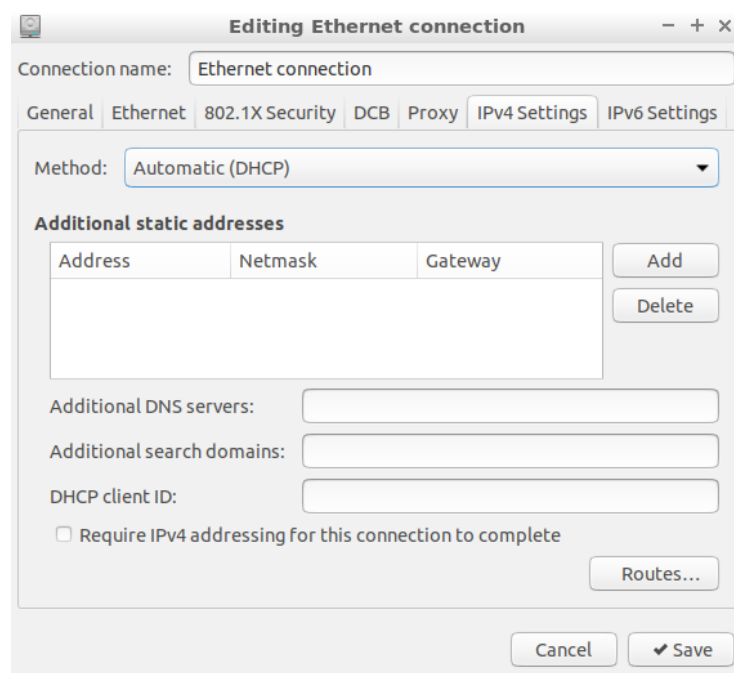 Editing Ethernet connection
Connection name: Ethernet connection
General Ethernet 802.1X Security DCB Proxy IPv4 Settings IPv6 Settings
Method: Automatic (DHCP)
Additional static addresses
Address Netmask Gateway Add
Delete
Additional DNS servers:
Additional search domains:
DHCP client ID:
Require IPv4 addressing for this connection to complete
Routes...
Cancel Save